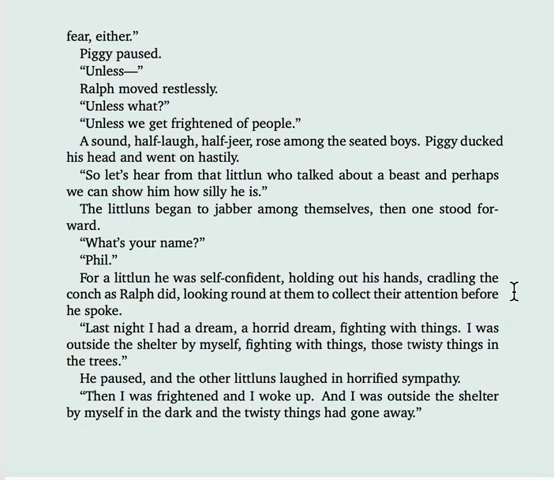 fear, either.”
Piggy paused.
“Unless—”
Ralph moved restlessly.
“Unless what?”
“Unless we get frightened of people.”
A sound, half-laugh, half-jeer, rose among the seated boys. Piggy ducked
his head and went on hastily.
“So let’s hear from that littlun who talked about a beast and perhaps
we can show him how silly he is.”
The littluns began to jabber among themselves, then one stood for-
ward.
“What’s your name?”
“Phil.”
For a littlun he was self-confident, holding out his hands, cradling the
conch as Ralph did, looking round at them to collect their attention before
he spoke.
“Last night I had a dream, a horrid dream, fighting with things. I was
outside the shelter by myself, fighting with things, those twisty things in
the trees.”
He paused, and the other littluns laughed in horrified sympathy.
“Then I was frightened and I woke up. And I was outside the shelter
by myself in the dark and the twisty things had gone away.”